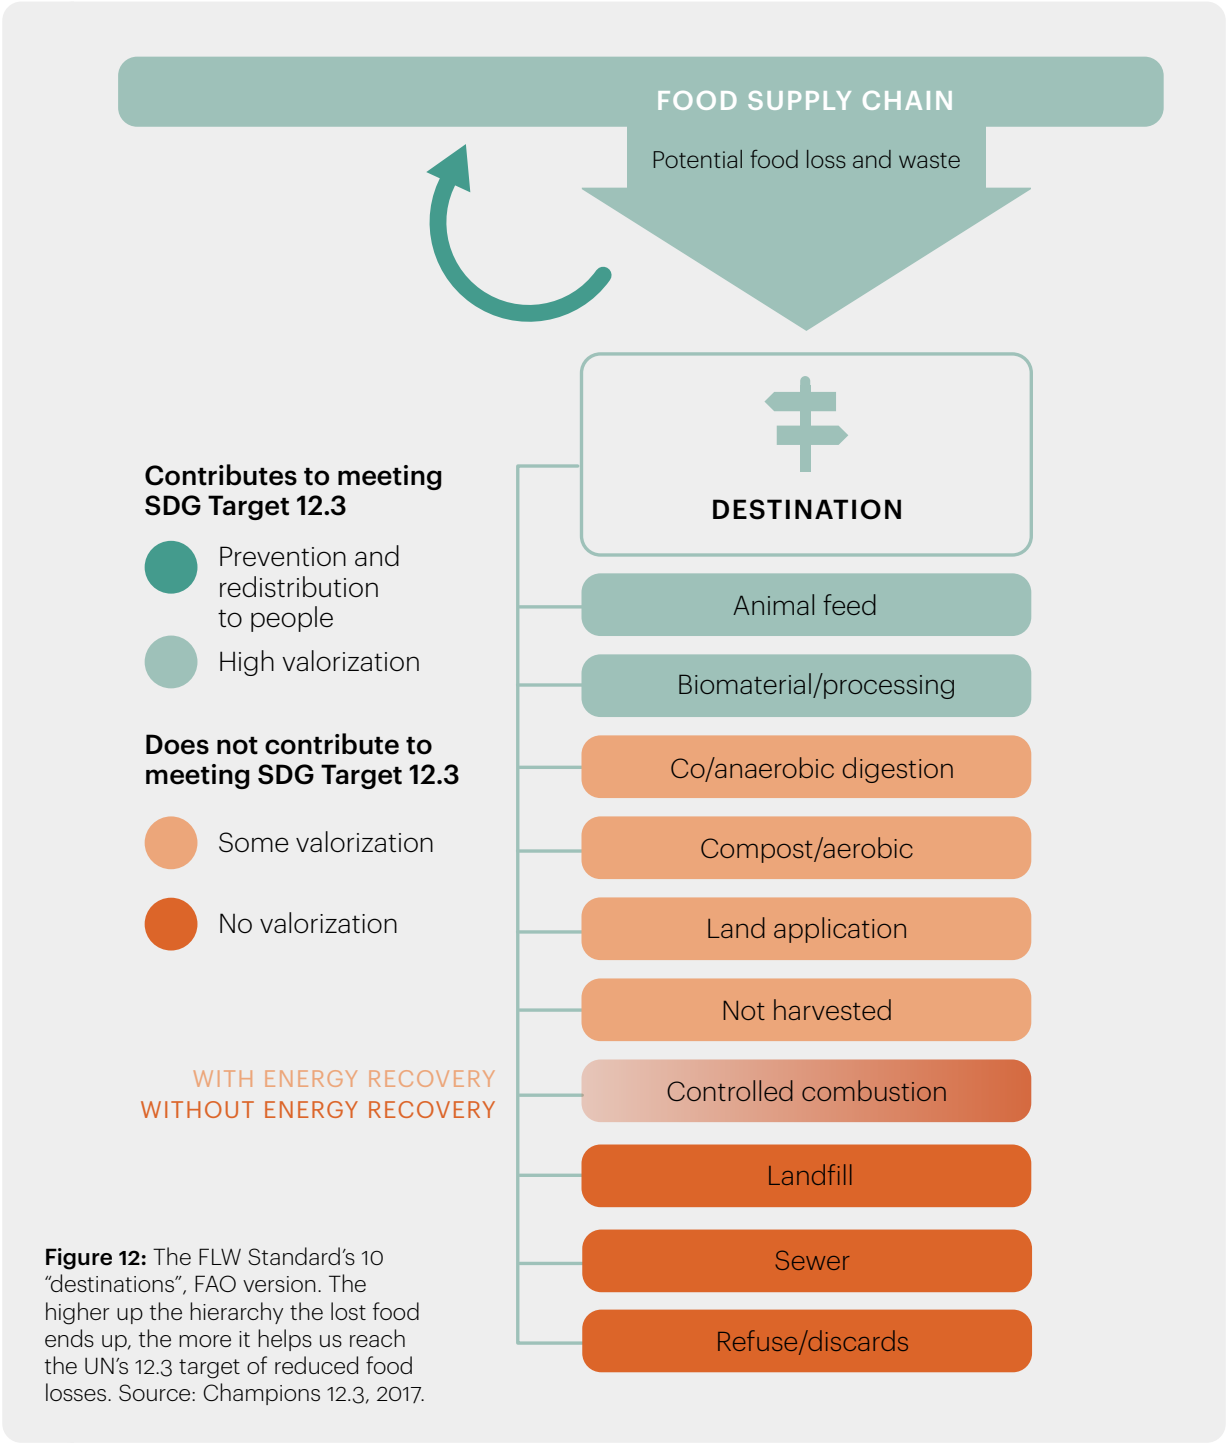 FOOD SUPPLY CHAIN
Potential food loss and waste
DESTINATION
Contributes to meeting
SDG Target 12.3
Prevention and
redistribution
to people
High valorization
Does not contribute to
meeting SDG Target 12.3
Some valorization
No valorization
Animal feed
Biomaterial/processing
Co/anaerobic digestion
Compost/aerobic
Land application
Not harvested
WITH ENERGY RECOVERY
WITHOUT ENERGY RECOVERY
Controlled combustion
Landfill
Sewer
Refuse/discards
Figure 12: The FLW Standard's 10
"destinations", FAO version. The
higher up the hierarchy the lost food
ends up, the more it helps us reach
the UN's 12.3 target of reduced food
losses. Source: Champions 12.3, 2017.